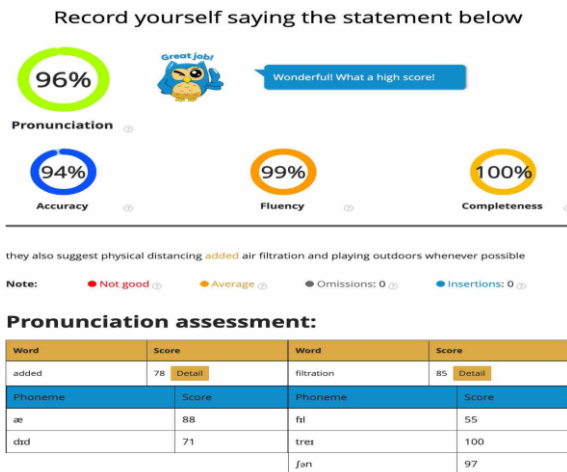 Record yourself saying the statement below
Great job!
96%
Wonderful! What a high score!
Pronunciation
94%
99%
100%
Accuracy
Fluency
Completeness
they also suggest physical distancing added air filtration and playing outdoors whenever possible
Note: Not good Average Omissions: 0 Insertions: 0
Pronunciation assessment:
Word Score Word Score
added 78 Detail filtration 85 Detail
Phoneme Score Phoneme Score
æ 88 fɪl 55
dɪd 71 treɪ 100
ʃən 97